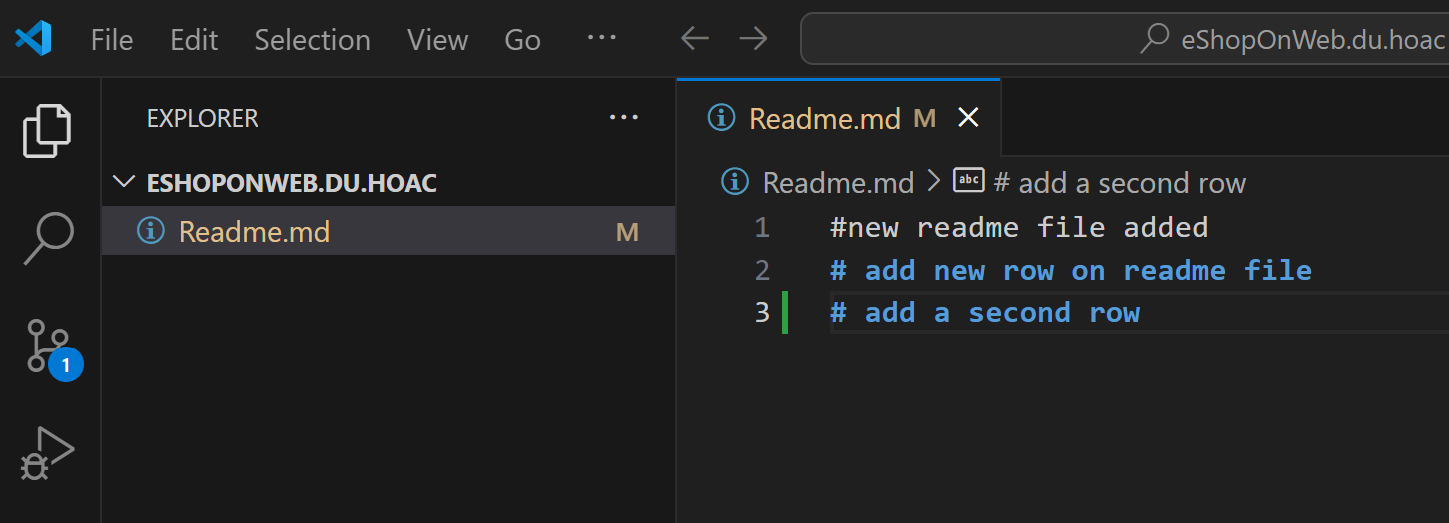 File Edit Selection View Go ··· eShopOnWeb.du.hoac
EXPLORER ···
ESHOPONWEB.DU.HOAC
Readme.md M
1
Readme.md M
Readme.md > abc # add a second row
1 #new readme file added
2 # add new row on readme file
3 # add a second row